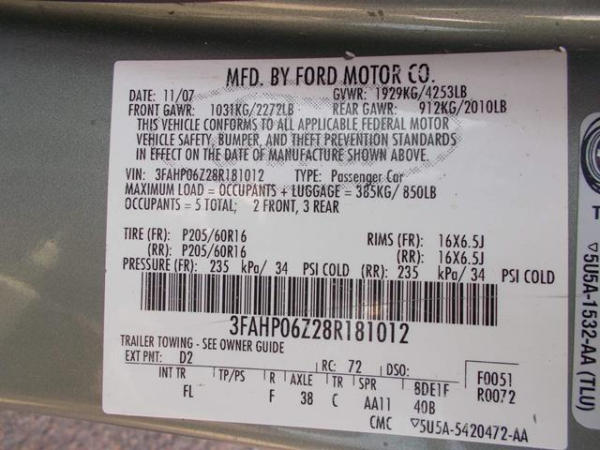 MFD. BY FORD MOTOR CO.
DATE: 11/07 GVWR: 1929KG/4253LB
FRONT GAWR: 1031KG/2272LB REAR GAWR: 912KG/2010LB
THIS VEHICLE CONFORMS TO ALL APPLICABLE FEDERAL MOTOR
VEHICLE SAFETY, BUMPER, AND THEFT PREVENTION STANDARDS
IN EFFECT ON THE DATE OF MANUFACTURE SHOWN ABOVE.
VIN: 3FAHP06Z28R181012 TYPE: Passenger Car
MAXIMUM LOAD = OCCUPANTS + LUGGAGE = 385KG/ 850LB
OCCUPANTS = 5 TOTAL; 2 FRONT, 3 REAR
TIRE (FR): P205/60R16 RIMS (FR): 16X6.5J
(RR): P205/60R16 (RR): 16X6.5J
PRESSURE (FR): 235 kPa/ 34 PSI COLD (RR): 235 kPa/ 34 PSI COLD
3FAHP06Z28R181012
TRAILER TOWING - SEE OWNER GUIDE
EXT PNT: D2 RC: 72 DSO: F0051
INT TR TP/PS R AXLE TR SPR 8DE1F R0072
FL F 38 C AA11 40B
CMC ▽5U5A-5420472-AA
▽5U5A-1532-AA (TLU)